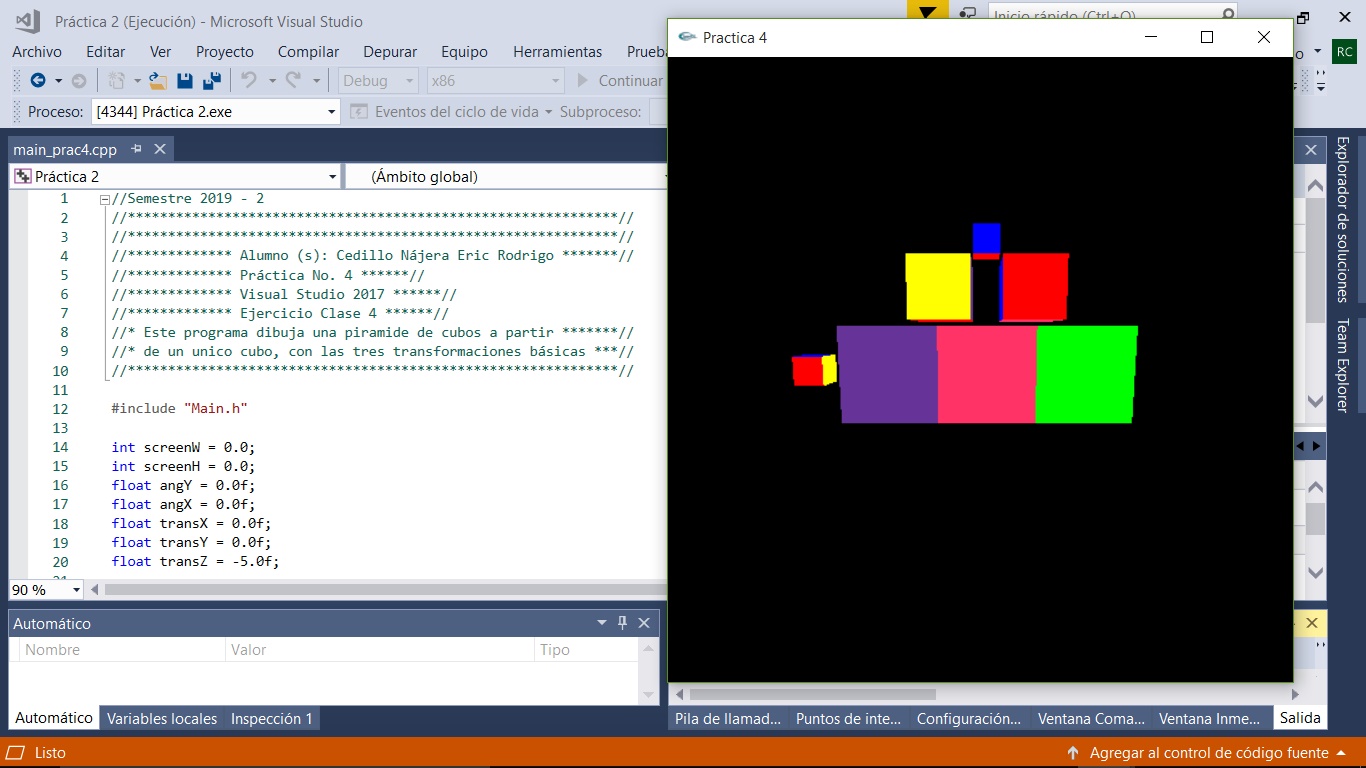 Práctica 2 (Ejecución) - Microsoft Visual Studio
Inicio rápido (Ctrl+Q)
Archivo Editar Ver Proyecto Compilar Depurar Equipo Herramientas
RC
Debug x86 Continuar
Proceso: [4344] Práctica 2.exe Eventos del ciclo de vida Subproceso:
Practica 4
main_prac4.cpp
Práctica 2 (Ámbito global)
1 //Semestre 2019 - 2
2 //*************************************************************//
3 //*************************************************************//
4 //************* Alumno (s): Cedillo Nájera Eric Rodrigo *******//
5 //************* Práctica No. 4 ******//
6 //************* Visual Studio 2017 ******//
7 //************* Ejercicio Clase 4 ******//
8 //* Este programa dibuja una piramide de cubos a partir *******//
9 //* de un unico cubo, con las tres transformaciones básicas ***//
10 //*************************************************************//
11
12 #include "Main.h"
13
14 int screenW = 0.0;
15 int screenH = 0.0;
16 float angY = 0.0f;
17 float angX = 0.0f;
18 float transX = 0.0f;
19 float transY = 0.0f;
20 float transZ = -5.0f;
90 %
Explorador de soluciones
Team Explorer
Automático
Nombre Valor Tipo
Automático Variables locales Inspección 1
Pila de llamad... Puntos de inte... Configuración... Ventana Coma... Ventana Inme... Salida
Listo
Agregar al control de código fuente